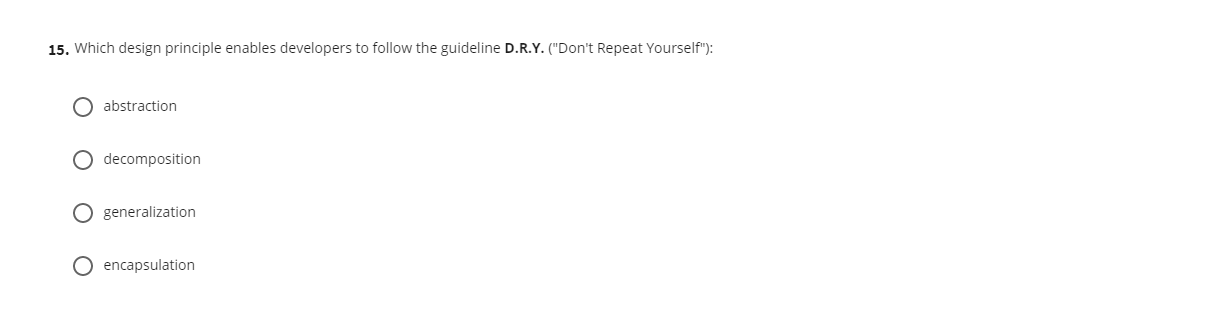 15. Which design principle enables developers to follow the guideline D.R.Y. ("Don't Repeat Yourself"):
abstraction
decomposition
generalization
encapsulation